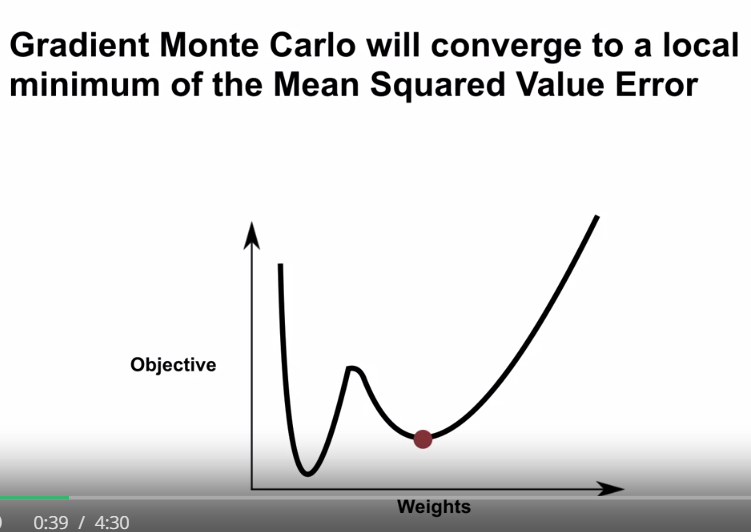 Gradient Monte Carlo will converge to a local
minimum of the Mean Squared Value Error
Objective
Weights
0:39 / 4:30